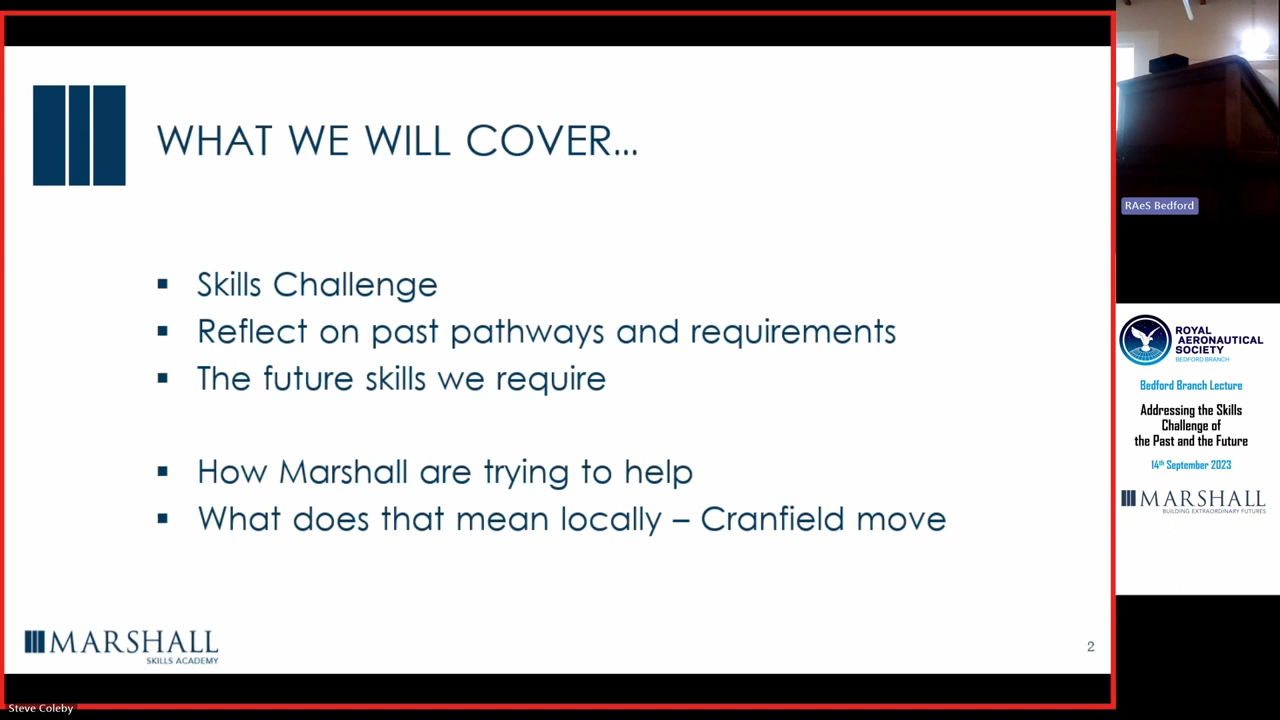 WHAT WE WILL COVER...
▪ Skills Challenge
▪ Reflect on past pathways and requirements
▪ The future skills we require
▪ How Marshall are trying to help
▪ What does that mean locally – Cranfield move
MARSHALL
SKILLS ACADEMY
2
Steve Coleby
RAeS Bedford
ROYAL
AERONAUTICAL
SOCIETY
BEDFORD BRANCH
Bedford Branch Lecture
Addressing the Skills
Challenge of
the Past and the Future
14th September 2023
MARSHALL
BUILDING EXTRAORDINARY FUTURES